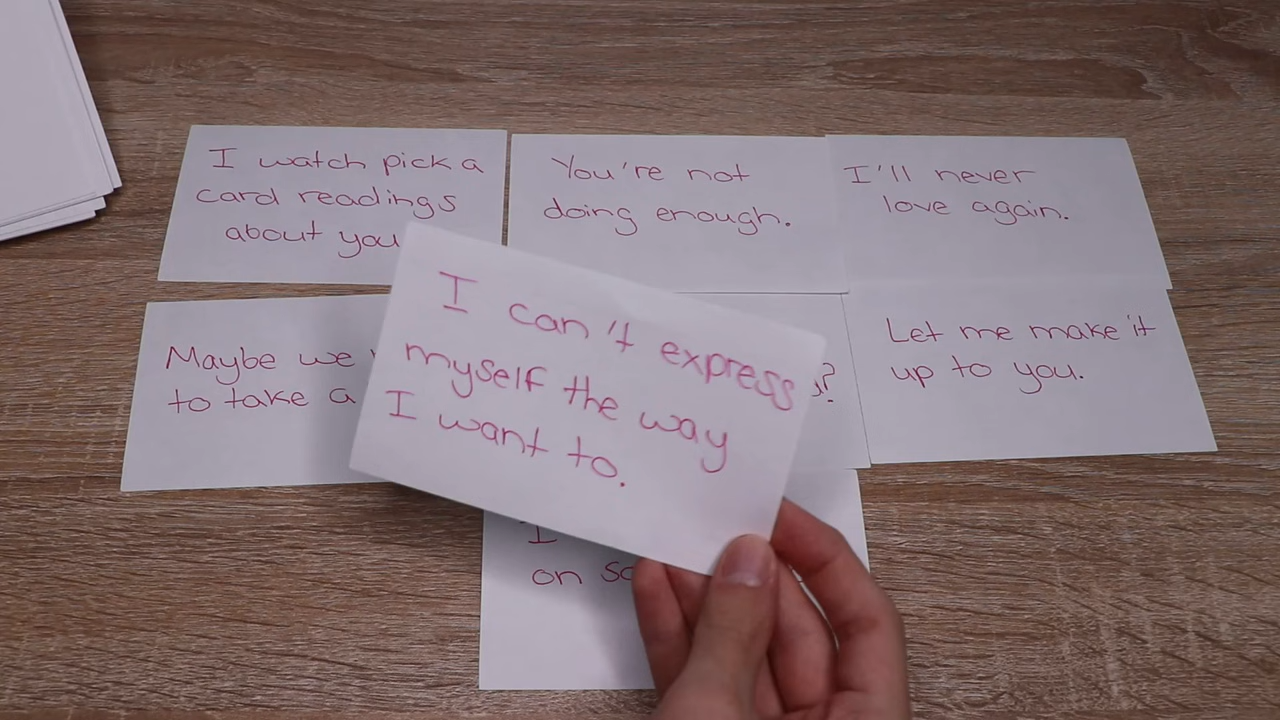 I watch pick a
card readings
about you
You're not
doing enough.
I'll never
love again.
Maybe we
to take a
I can't express
myself the way
I want to.
?
Let me make it
up to you.
I
on